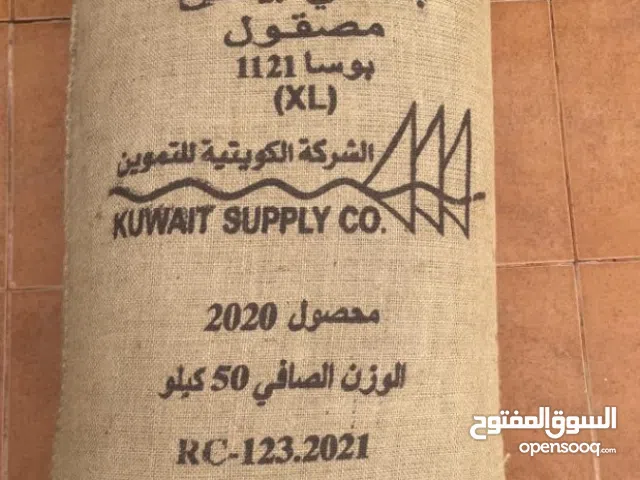 مصقول
بوسا 1121
(XL)
الشركة الكويتية للتموين
KUWAIT SUPPLY CO.
محصول 2020
الوزن الصافي 50 كيلو
RC-123.2021
السوق المفتوح
opensooq.com